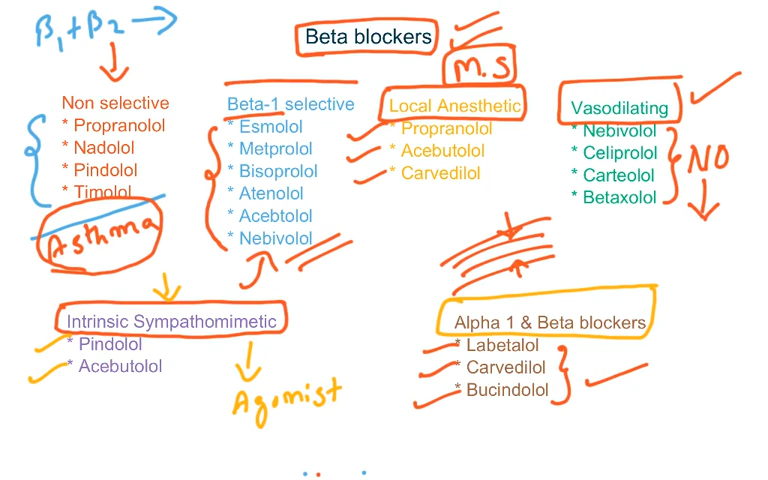 β₁+β₂
Beta blockers
M.S
Non selective
* Propranolol
* Nadolol
* Pindolol
* Timolol
Asthma
Beta-1 selective
* Esmolol
* Metprolol
* Bisoprolol
* Atenolol
* Acebtolol
* Nebivolol
Local Anesthetic
* Propranolol
* Acebutolol
* Carvedilol
Vasodilating
* Nebivolol
* Celiprolol
* Carteolol
* Betaxolol
NO
Intrinsic Sympathomimetic
* Pindolol
* Acebutolol
Agonist
Alpha 1 & Beta blockers
* Labetalol
* Carvedilol
* Bucindolol